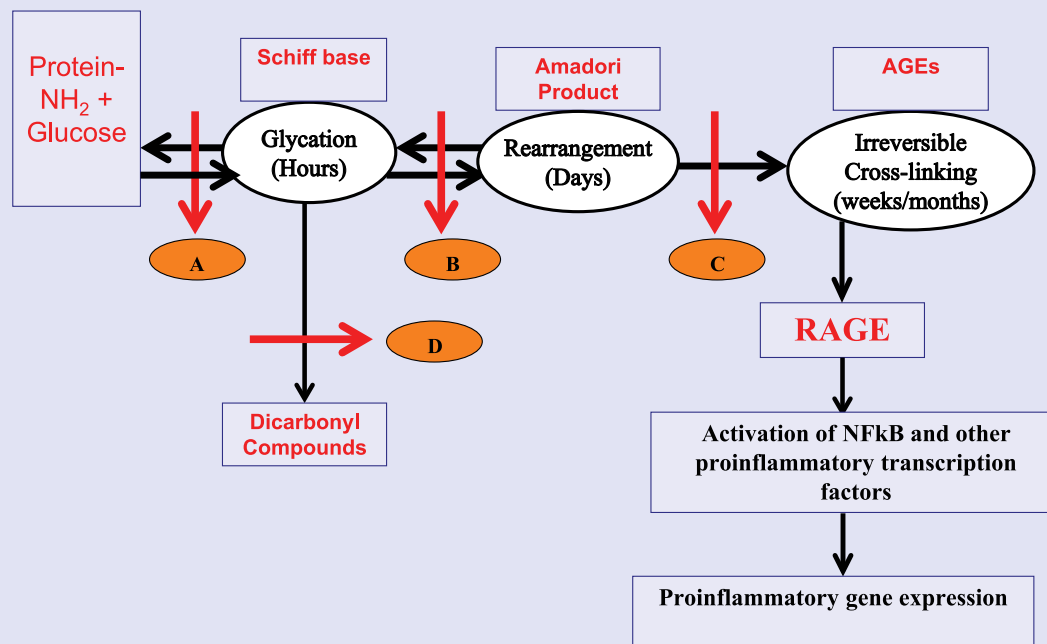 Protein-
NH₂ +
Glucose
Schiff base
Glycation
(Hours)
Amadori
Product
Rearrangement
(Days)
AGEs
Irreversible
Cross-linking
(weeks/months)
A
B
C
D
Dicarbonyl
Compounds
RAGE
Activation of NFkB and other
proinflammatory transcription
factors
Proinflammatory gene expression